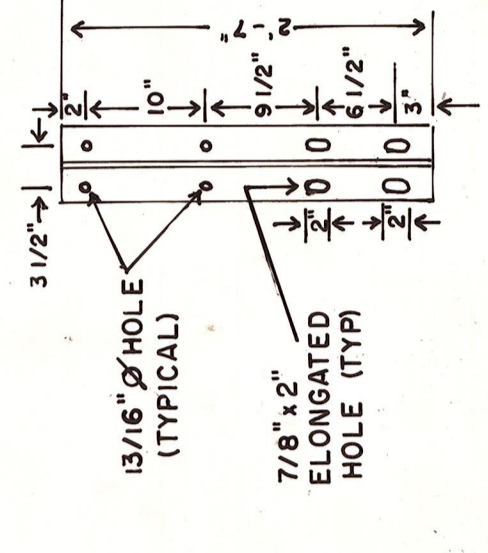 3 1/2"
2"
10"
9 1/2"
6 1/2"
3"
2'-7"
2"
2"
13/16" Ø HOLE
(TYPICAL)
7/8" x 2"
ELONGATED
HOLE (TYP)